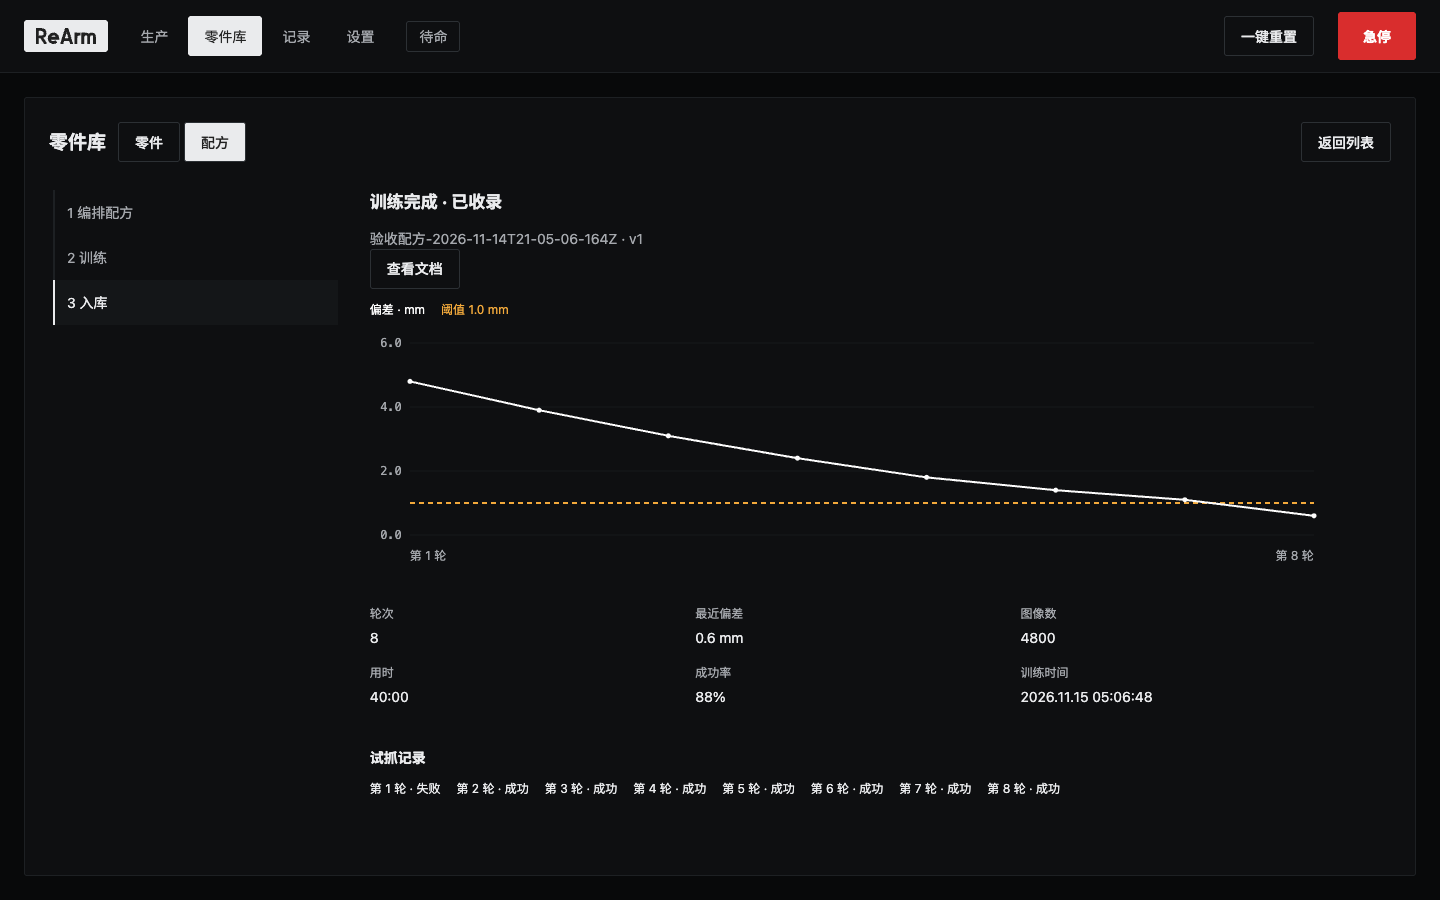 ReArm 生产 零件库 记录 设置 待命 一键重置 急停
零件库 零件 配方 返回列表
1 编排配方
2 训练
3 入库
训练完成 · 已收录
验收配方-2026-11-14T21-05-06-164Z · v1
查看文档
偏差 · mm 阈值 1.0 mm
6.0
4.0
2.0
0.0
第 1 轮 第 8 轮
轮次 最近偏差 图像数
8 0.6 mm 4800
用时 成功率 训练时间
40:00 88% 2026.11.15 05:06:48
试抓记录
第 1 轮 · 失败 第 2 轮 · 成功 第 3 轮 · 成功 第 4 轮 · 成功 第 5 轮 · 成功 第 6 轮 · 成功 第 7 轮 · 成功 第 8 轮 · 成功